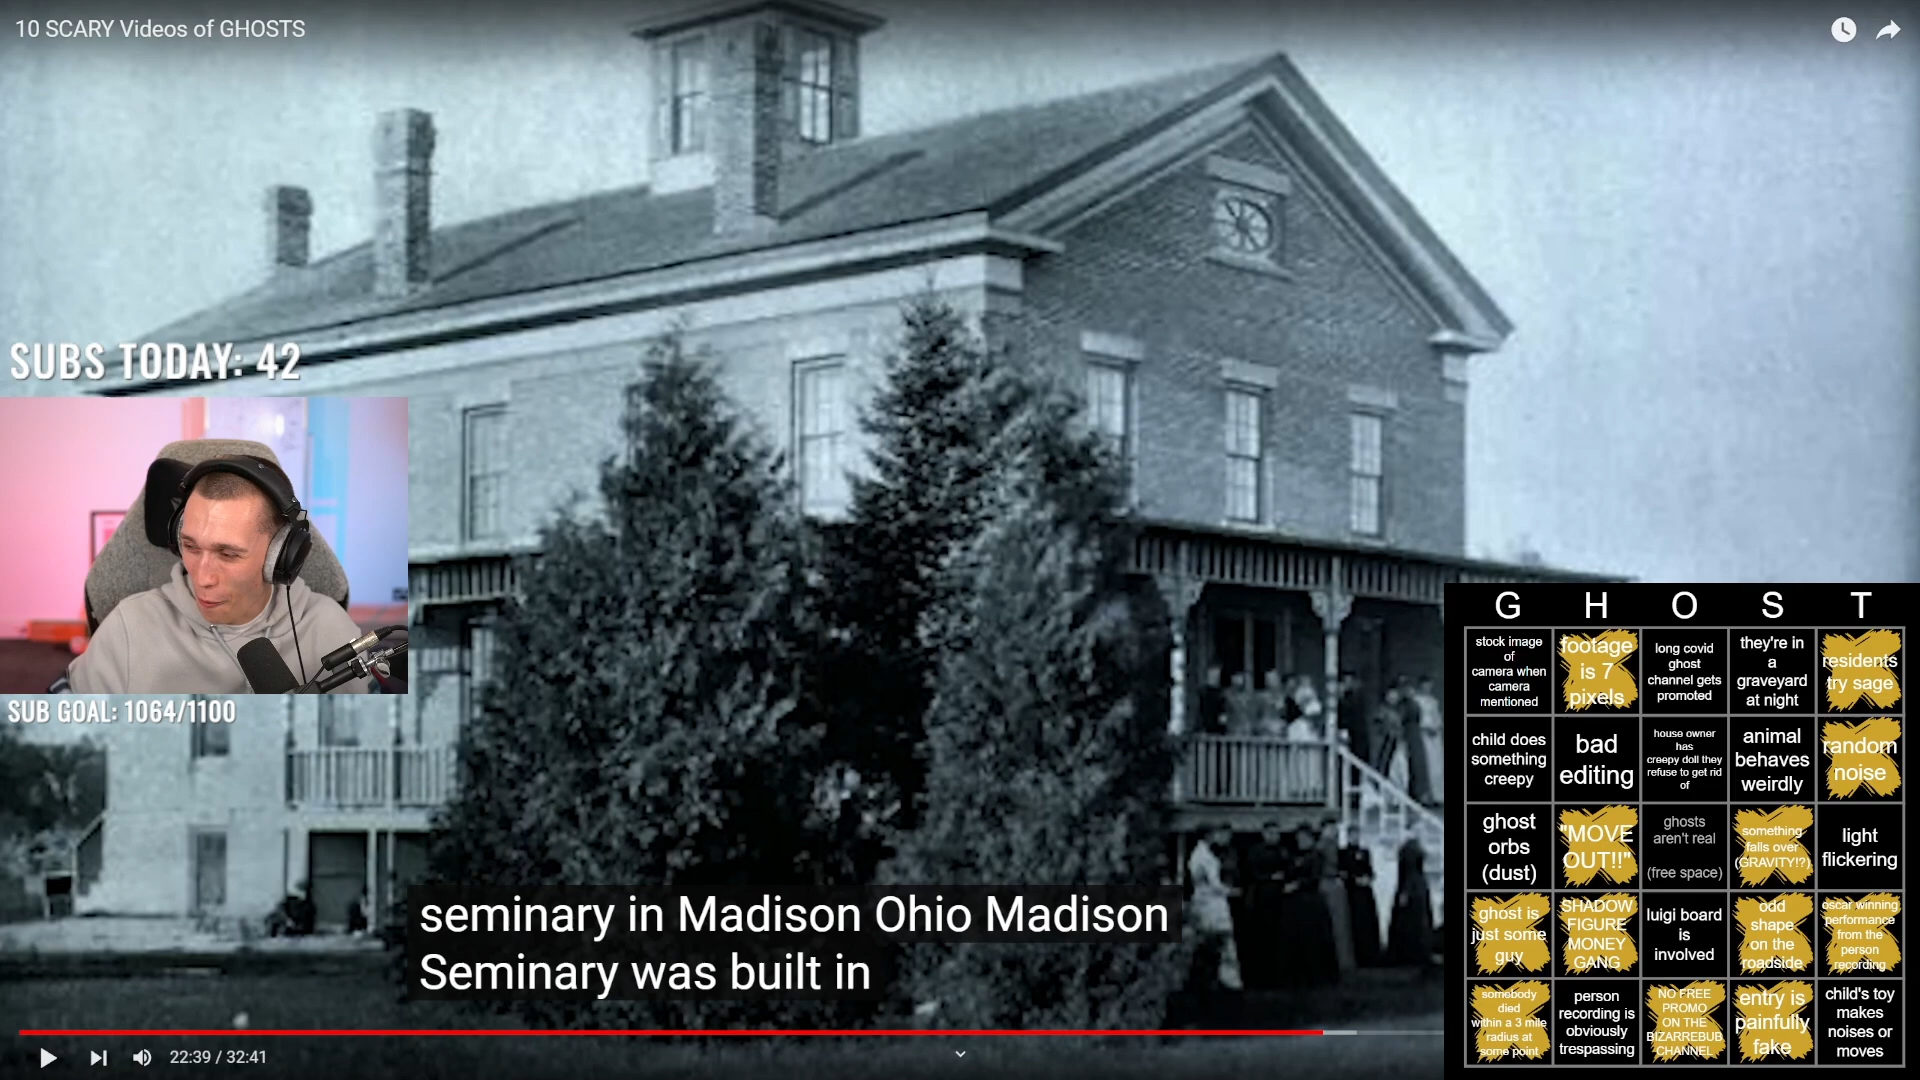 10 SCARY Videos of GHOSTS
SUBS TODAY: 42
SUB GOAL: 1064/1100
seminary in Madison Ohio Madison
Seminary was built in
22:39 / 32:41
G H O S T
stock image
of
camera when
camera
mentioned
footage
is 7
pixels
long covid
ghost
channel gets
promoted
they're in
a
graveyard
at night
residents
try sage
child does
something
creepy
bad
editing
house owner
has
creepy doll they
refuse to get rid
of
animal
behaves
weirdly
random
noise
ghost
orbs
(dust)
"MOVE
OUT!!"
ghosts
aren't real
(free space)
something
falls over
(GRAVITY!?)
light
flickering
ghost is
just some
guy
SHADOW
FIGURE
MONEY
GANG
luigi board
is
involved
odd
shape
on the
roadside
oscar winning
performance
from the
person
recording
somebody
died
within a 3 mile
radius at
some point
person
recording is
obviously
trespassing
NO FREE
PROMO
ON THE
BIZARREBUB
CHANNEL
entry is
painfully
fake
child's toy
makes
noises or
moves